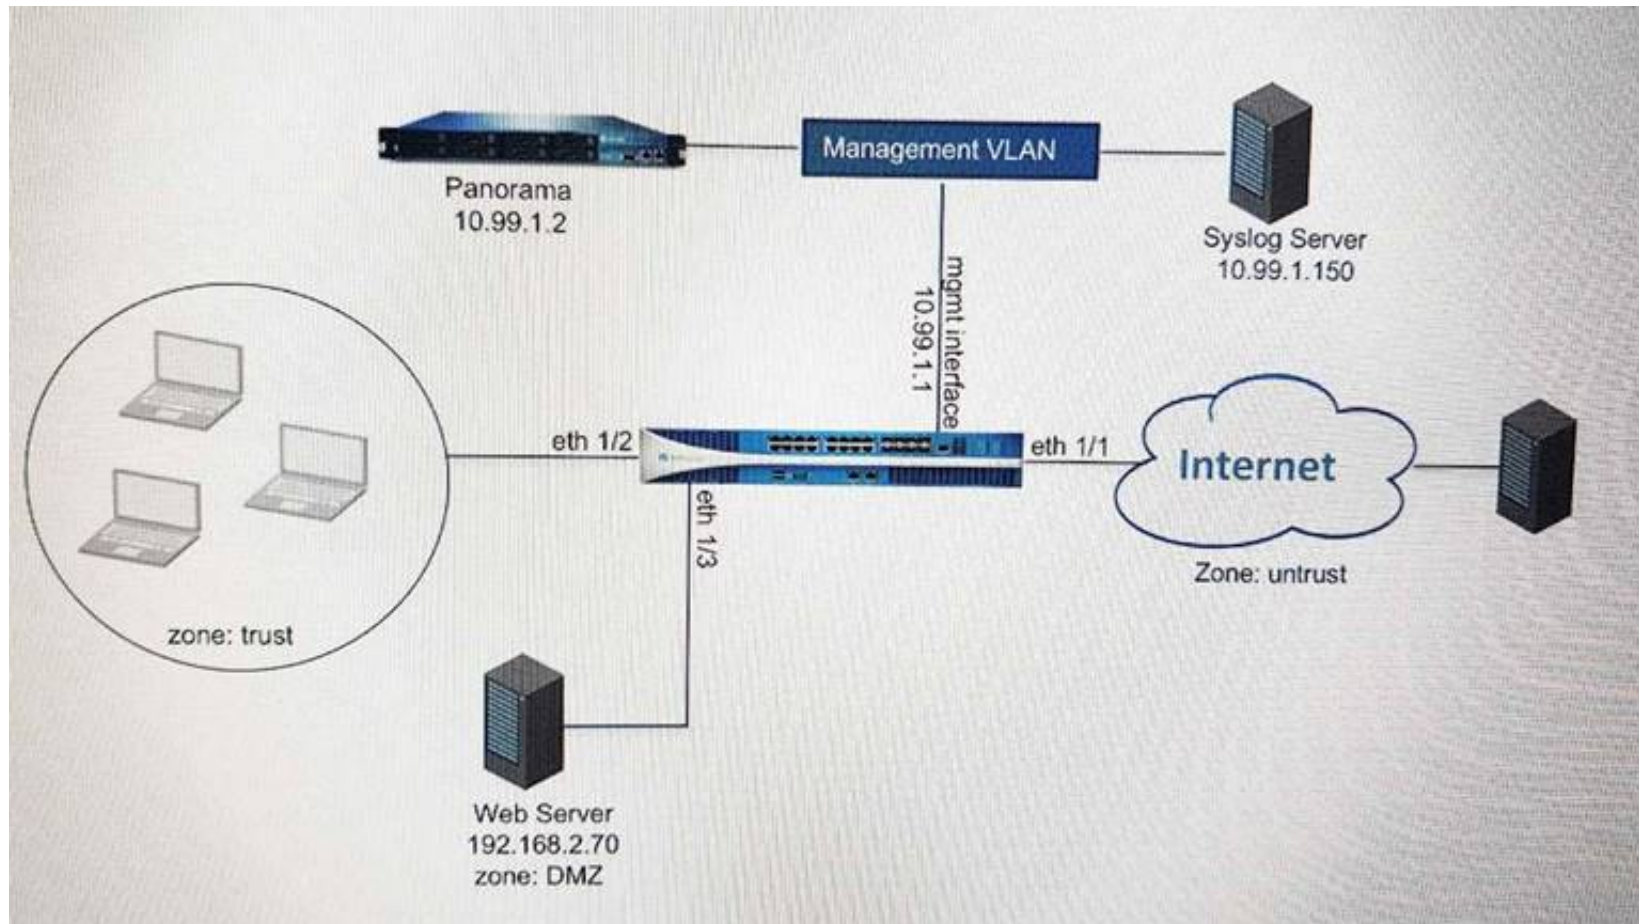 Panorama
10.99.1.2
Management VLAN
Syslog Server
10.99.1.150
mgmt interface
10.99.1.1
eth 1/2
eth 1/1
eth 1/3
Internet
Zone: untrust
zone: trust
Web Server
192.168.2.70
zone: DMZ